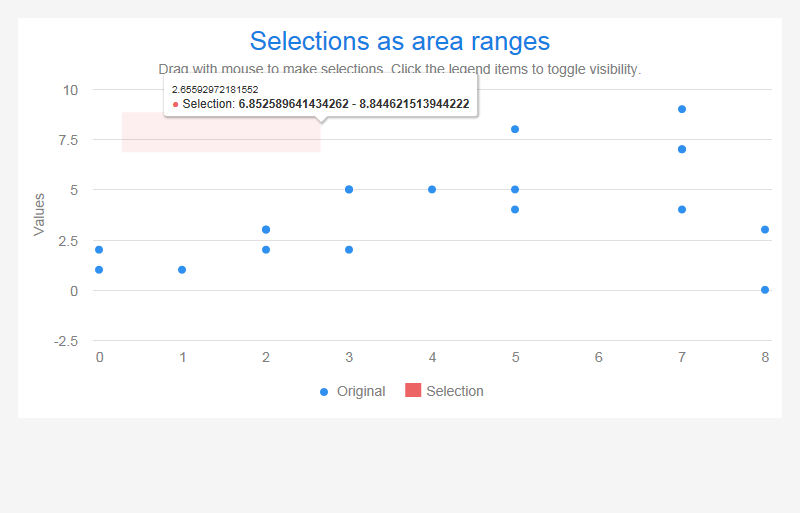 Selections as area ranges
Drag with mouse to make selections. Click the legend items to toggle visibility.
2.65592972181552
Selection: 6.852589641434262 - 8.844621513944222
Values
10
7.5
5
2.5
0
-2.5
0 1 2 3 4 5 6 7 8
Original Selection